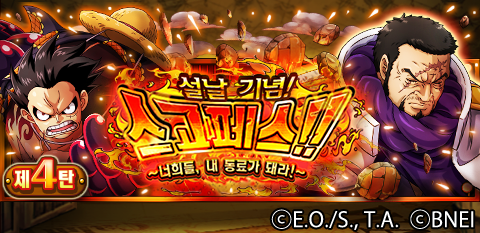 설날 기념!
스고페스!!
~너희들, 내 동료가 돼라!~
제4탄
©E.O./S., T.A. ©BNEI